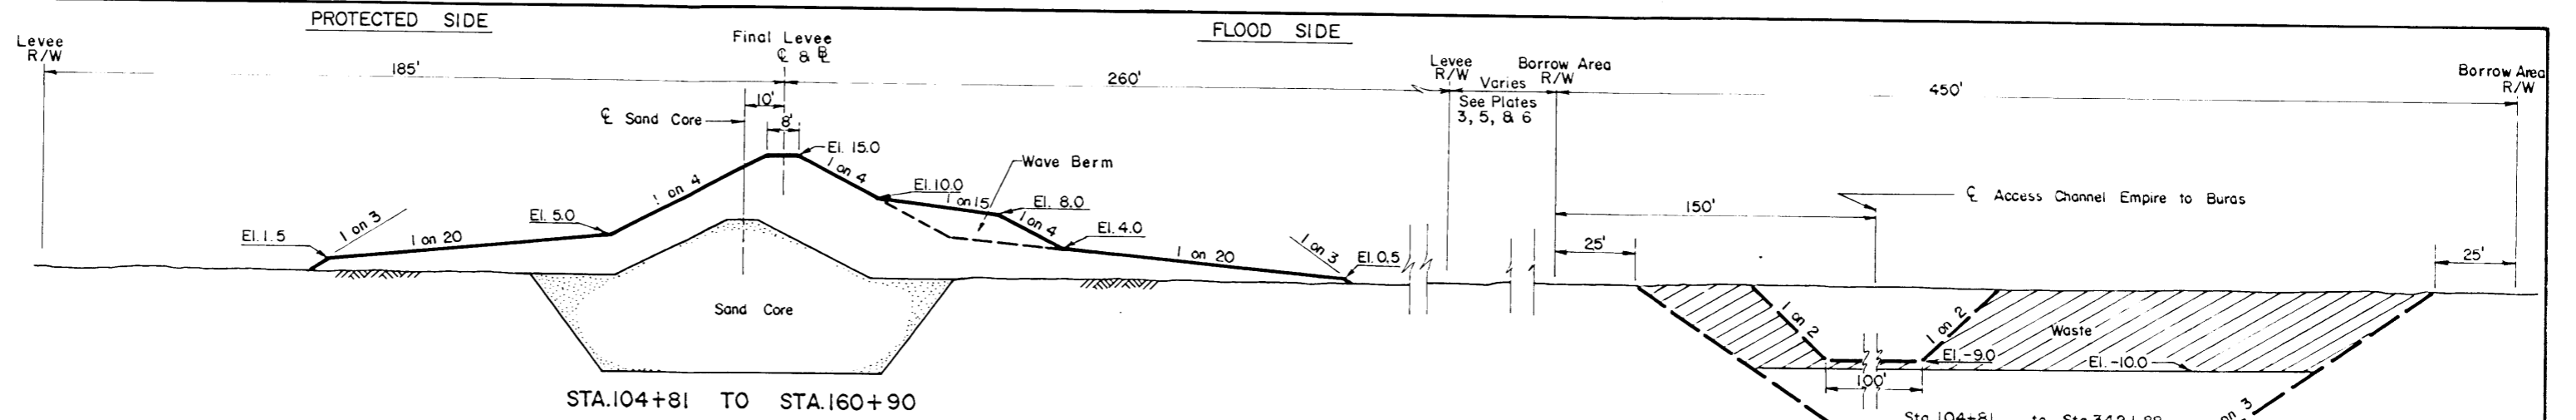 PROTECTED SIDE
FLOOD SIDE
Levee
R/W
Final Levee
℄ & B/L
Levee
R/W
Borrow Area
R/W
Borrow Area
R/W
185'
260'
Varies
See Plates
3, 5, & 6
450'
10'
℄ Sand Core
8'
El. 15.0
Wave Berm
1 on 4
1 on 4
El. 10.0
1 on 15
El. 8.0
1 on 4
El. 4.0
℄ Access Channel Empire to Buras
150'
El. 5.0
El. 1.5
1 on 3
1 on 20
1 on 20
1 on 3
El. 0.5
25'
25'
Sand Core
1 on 2
1 on 2
Waste
El. -9.0
El. -10.0
100'
STA.104+81 TO STA.160+90
on 3